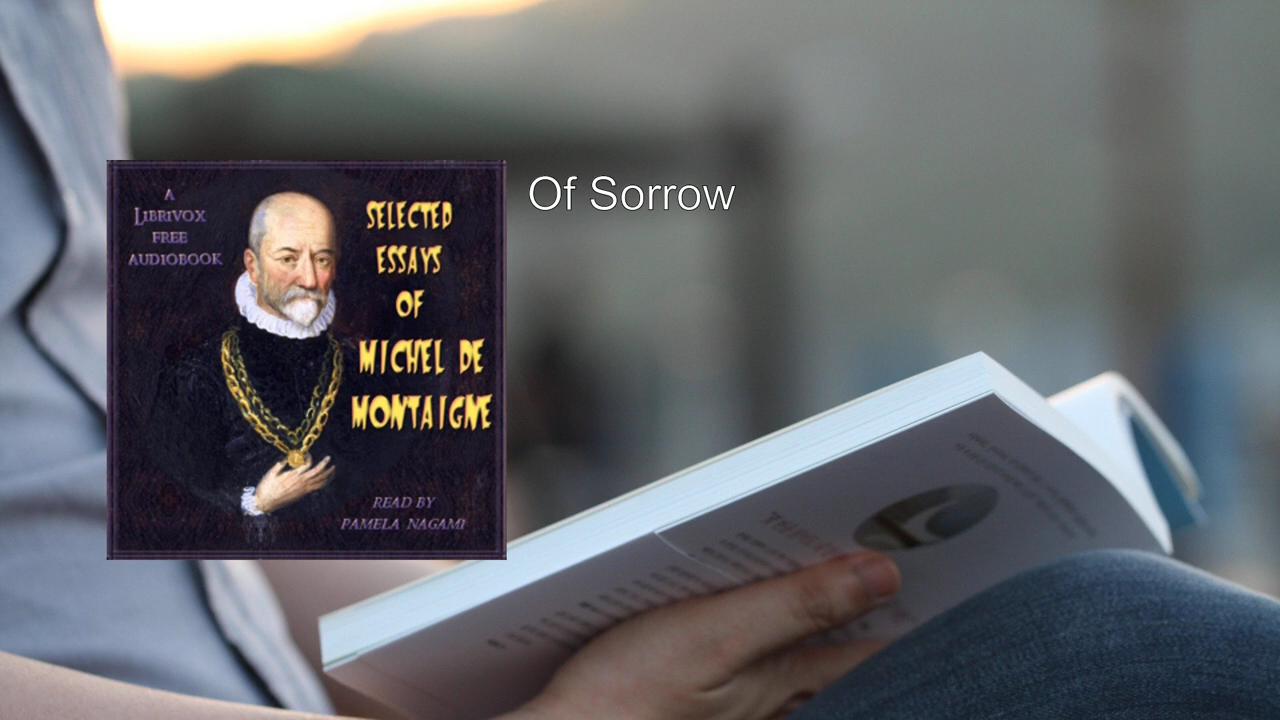 A
LIBRIVOX
FREE
AUDIOBOOK
SELECTED
ESSAYS
OF
MICHEL DE
MONTAIGNE
READ BY
PAMELA NAGAMI
Of Sorrow